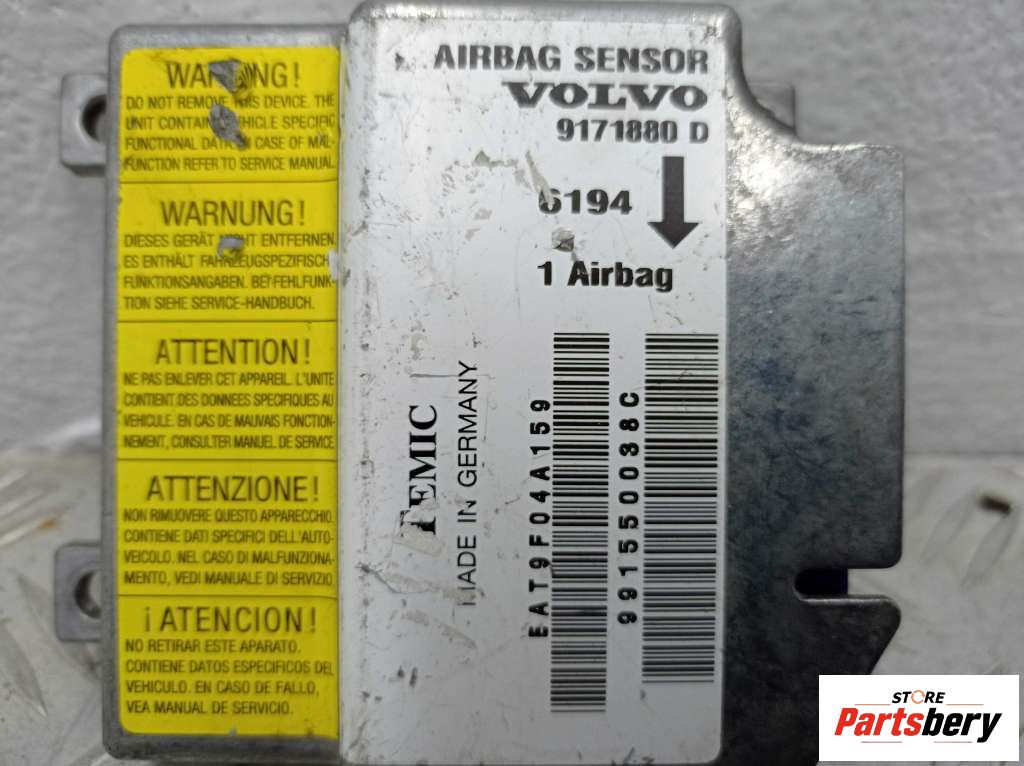 WARNING!
DO NOT REMOVE THIS DEVICE. THE
UNIT CONTAINS VEHICLE SPECIFIC
FUNCTIONAL DATA. IN CASE OF MAL-
FUNCTION REFER TO SERVICE MANUAL.
WARNUNG!
DIESES GERÄT NICHT ENTFERNEN.
ES ENTHÄLT FAHRZEUGSPEZIFISCHE
FUNKTIONSANGABEN. BEI FEHLFUNK-
TION SIEHE SERVICE-HANDBUCH.
ATTENTION!
NE PAS ENLEVER CET APPAREIL. L'UNITE
CONTIENT DES DONNEES SPECIFIQUES AU
VEHICULE. EN CAS DE MAUVAIS FONCTION-
NEMENT, CONSULTER MANUEL DE SERVICE.
ATTENZIONE!
NON RIMUOVERE QUESTO APPARECCHIO.
CONTIENE DATI SPECIFICI DELL'AUTO-
VEICOLO. NEL CASO DI MALFUNZIONA-
MENTO, VEDI MANUALE DI SERVIZIO.
¡ATENCION!
NO RETIRAR ESTE APARATO.
CONTIENE DATOS ESPECIFICOS DEL
VEHICULO. EN CASO DE FALLO,
VEA MANUAL DE SERVICIO.
AIRBAG SENSOR
VOLVO
9171880 D
6194
1 Airbag
TEMIC
MADE IN GERMANY
EAT9F04A159
991550038C
STORE
Partsbery